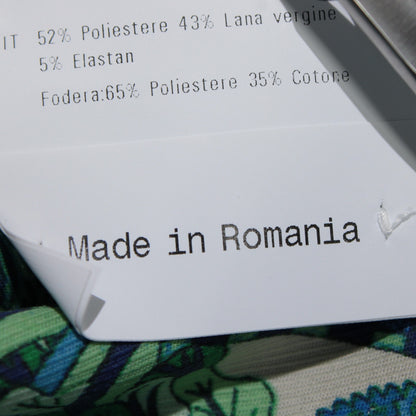 IT 52% Poliestere 43% Lana vergine
5% Elastan
Fodera:65% Poliestere 35% Cotone
Made in Romania